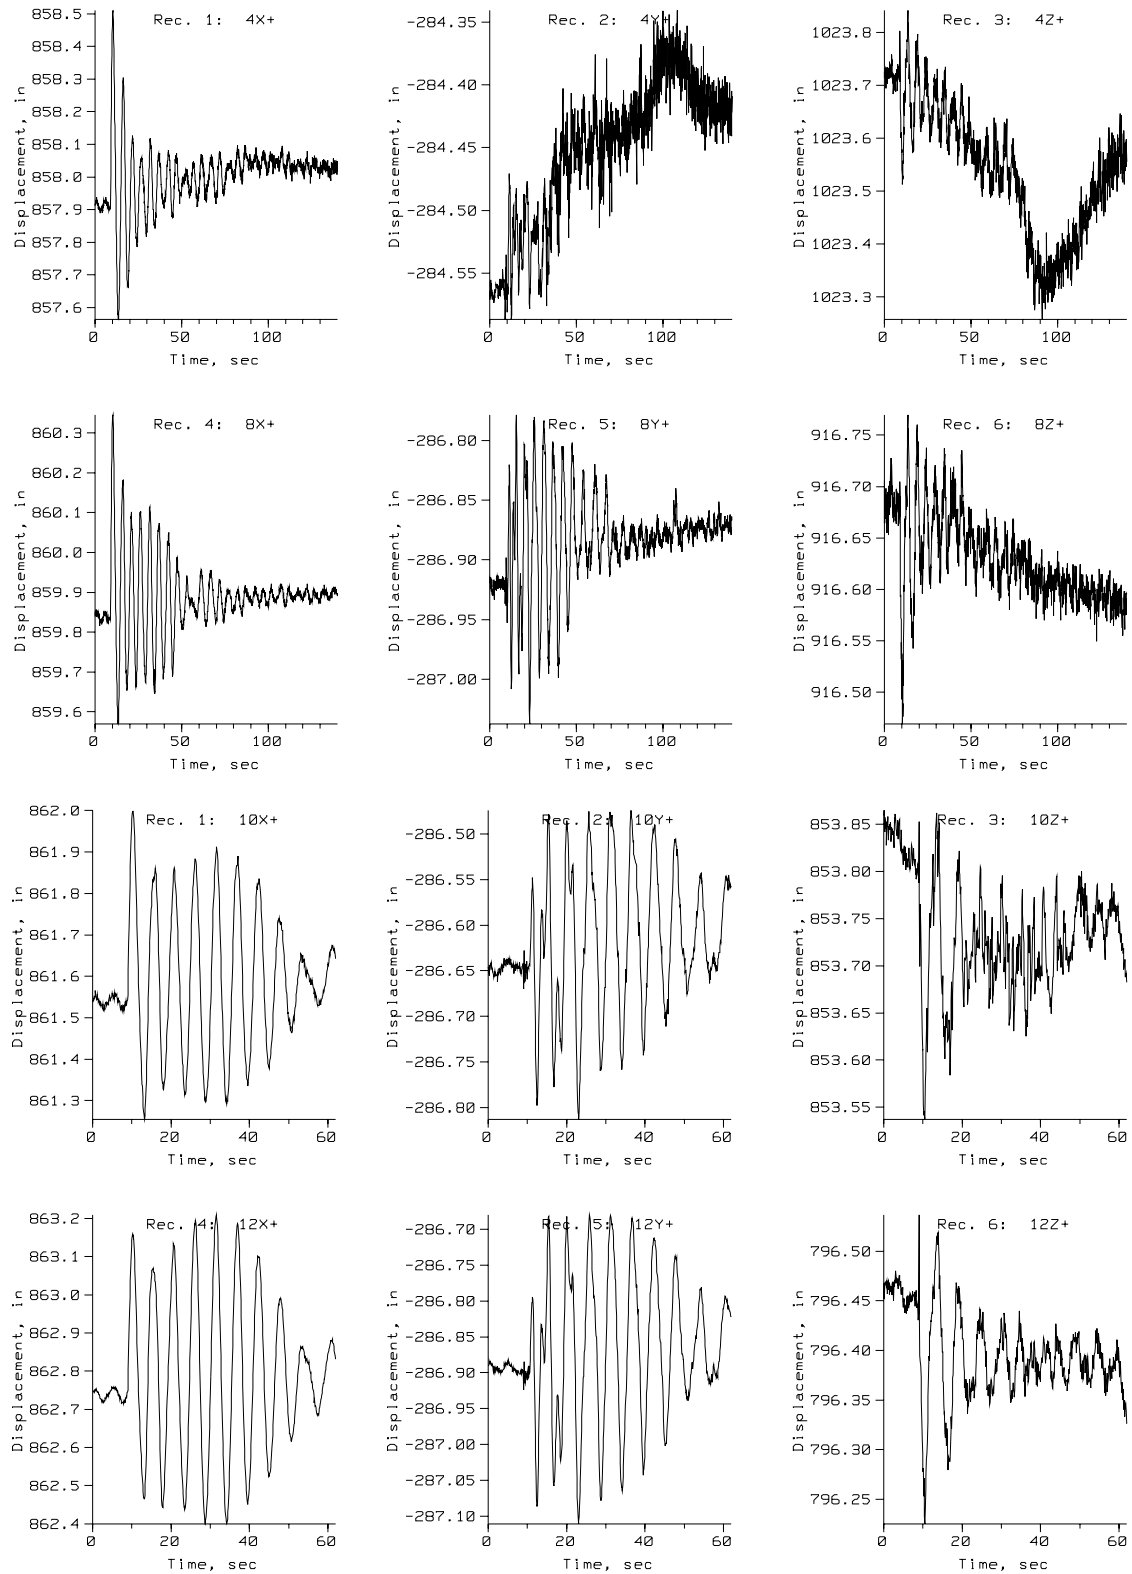 Rec. 1: 4X+
858.5
858.4
858.3
858.2
858.1
858.0
857.9
857.8
857.7
857.6
Displacement, in
0 50 100
Time, sec
Rec. 2: 4Y+
-284.35
-284.40
-284.45
-284.50
-284.55
Displacement, in
0 50 100
Time, sec
Rec. 3: 4Z+
1023.8
1023.7
1023.6
1023.5
1023.4
1023.3
Displacement, in
0 50 100
Time, sec
Rec. 4: 8X+
860.3
860.2
860.1
860.0
859.9
859.8
859.7
859.6
Displacement, in
0 50 100
Time, sec
Rec. 5: 8Y+
-286.80
-286.85
-286.90
-286.95
-287.00
Displacement, in
0 50 100
Time, sec
Rec. 6: 8Z+
916.75
916.70
916.65
916.60
916.55
916.50
Displacement, in
0 50 100
Time, sec
Rec. 1: 10X+
862.0
861.9
861.8
861.7
861.6
861.5
861.4
861.3
Displacement, in
0 20 40 60
Time, sec
Rec. 2: 10Y+
-286.50
-286.55
-286.60
-286.65
-286.70
-286.75
-286.80
Displacement, in
0 20 40 60
Time, sec
Rec. 3: 10Z+
853.85
853.80
853.75
853.70
853.65
853.60
853.55
Displacement, in
0 20 40 60
Time, sec
Rec. 4: 12X+
863.2
863.1
863.0
862.9
862.8
862.7
862.6
862.5
862.4
Displacement, in
0 20 40 60
Time, sec
Rec. 5: 12Y+
-286.70
-286.75
-286.80
-286.85
-286.90
-286.95
-287.00
-287.05
-287.10
Displacement, in
0 20 40 60
Time, sec
Rec. 6: 12Z+
796.50
796.45
796.40
796.35
796.30
796.25
Displacement, in
0 20 40 60
Time, sec